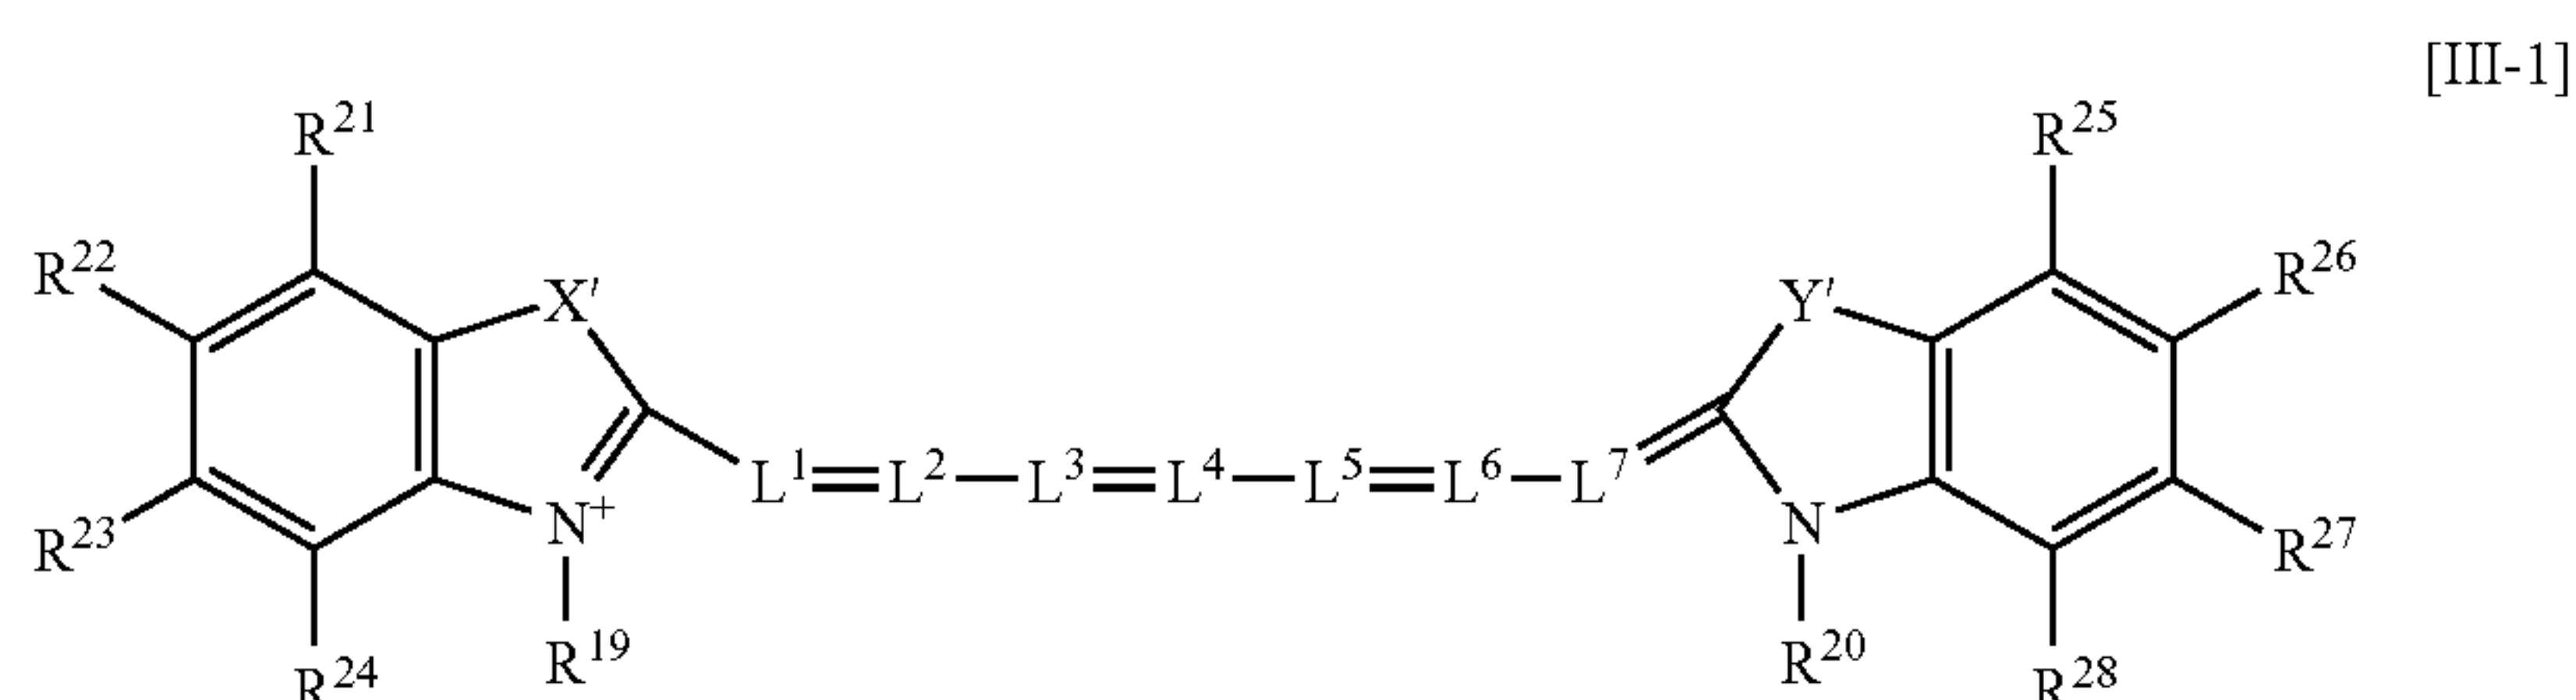 [III-1]
R²¹ R²⁵
R²² X′ Y′ R²⁶
L¹=L²—L³=L⁴—L⁵=L⁶—L⁷
R²³ N⁺ N R²⁷
R²⁴ R¹⁹ R²⁰ R²⁸